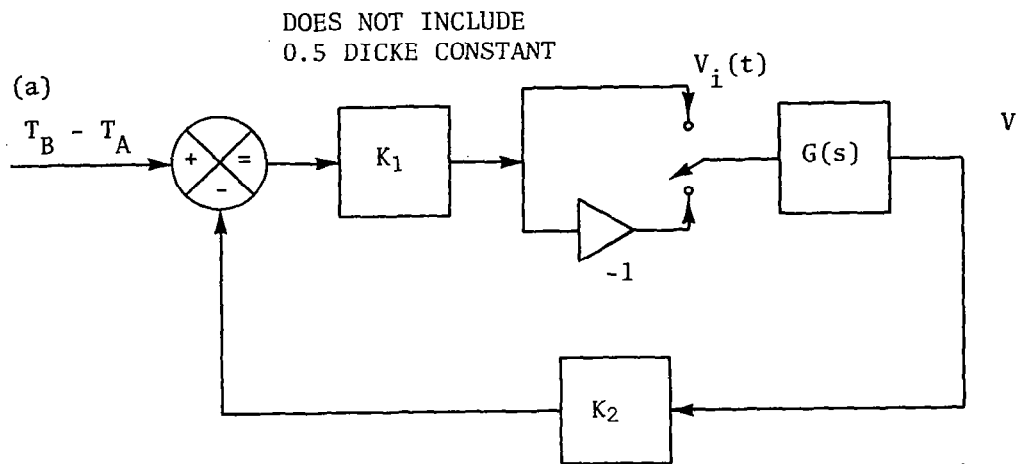 DOES NOT INCLUDE
0.5 DICKE CONSTANT
(a)
T_B - T_A
+ = -
K_1
V_i(t)
-1
G(s)
V
K_2